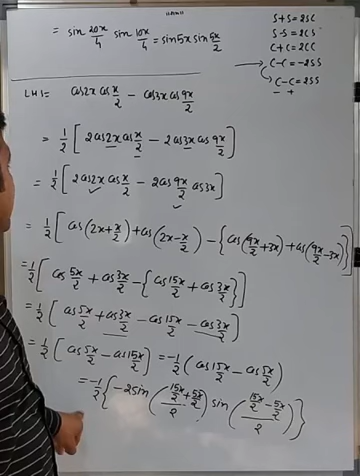 = sin 20x/4 sin 10x/4 = sin5x sin 5x/2
S+S=2SC
S-S=2CS
C+C=2CC
→ C-C=-2SS
C-C=2SS
- +
LHS= cos2x cos x/2 - cos3x cos 9x/2
= 1/2 [2cos2x cos x/2 - 2cos3x cos 9x/2]
= 1/2 [2cos2x cos x/2 - 2cos 9x/2 cos3x]
= 1/2 [cos(2x+x/2) + cos(2x-x/2) - {cos(9x/2+3x) + cos(9x/2-3x)}]
= 1/2 [cos 5x/2 + cos 3x/2 - {cos 15x/2 + cos 3x/2}]
= 1/2 [cos 5x/2 + cos 3x/2 - cos 15x/2 - cos 3x/2]
= 1/2 [cos 5x/2 - cos 15x/2] = -1/2 (cos 15x/2 - cos 5x/2)
= -1/2 {-2sin ((15x/2 + 5x/2)/2) sin ((15x/2 - 5x/2)/2)}